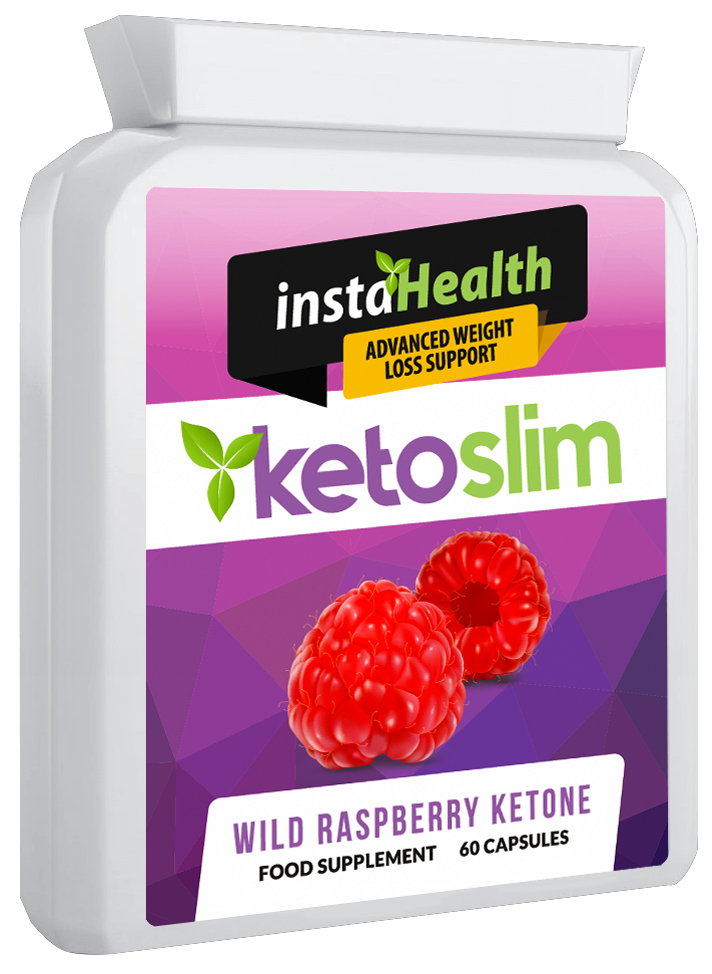 instaHealth
ADVANCED WEIGHT
LOSS SUPPORT
ketoslim
WILD RASPBERRY KETONE
FOOD SUPPLEMENT 60 CAPSULES